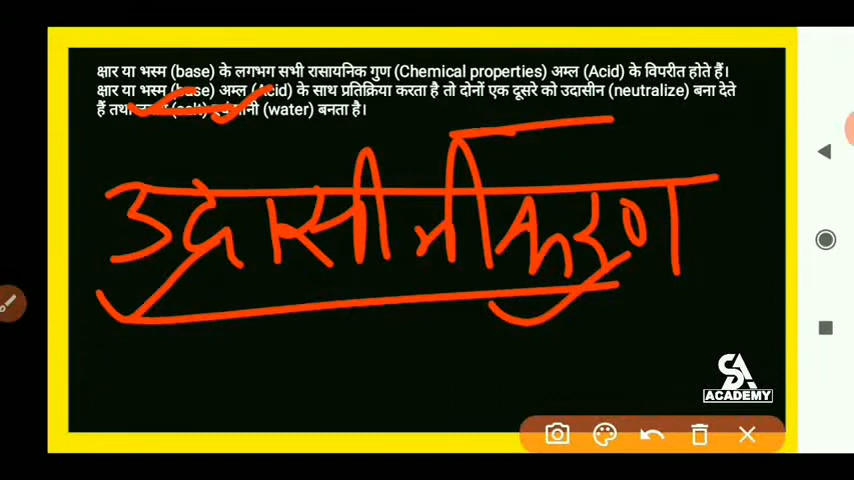 क्षार या भस्म (base) के लगभग सभी रासायनिक गुण (Chemical properties) अम्ल (Acid) के विपरीत होते हैं।
क्षार या भस्म (base) अम्ल (Acid) के साथ प्रतिक्रिया करता है तो दोनों एक दूसरे को उदासीन (neutralize) बना देते
हैं तथा (salt) पानी (water) बनता है।
उदासीनीकरण
SA
ACADEMY